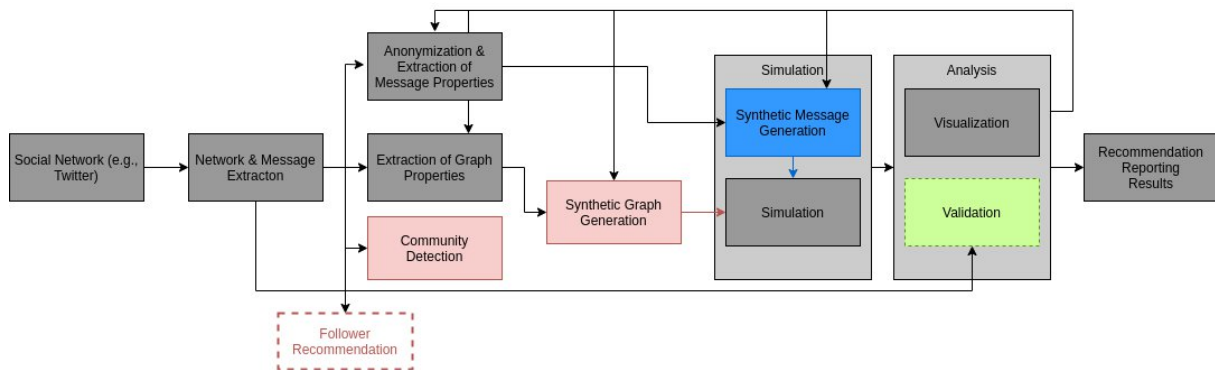 Anonymization &
Extraction of
Message Properties
Simulation
Analysis
Synthetic Message
Generation
Visualization
Social Network (e.g.,
Twitter)
Network & Message
Extracton
Extraction of Graph
Properties
Recommendation
Reporting
Results
Synthetic Graph
Generation
Simulation
Validation
Community
Detection
Follower
Recommendation